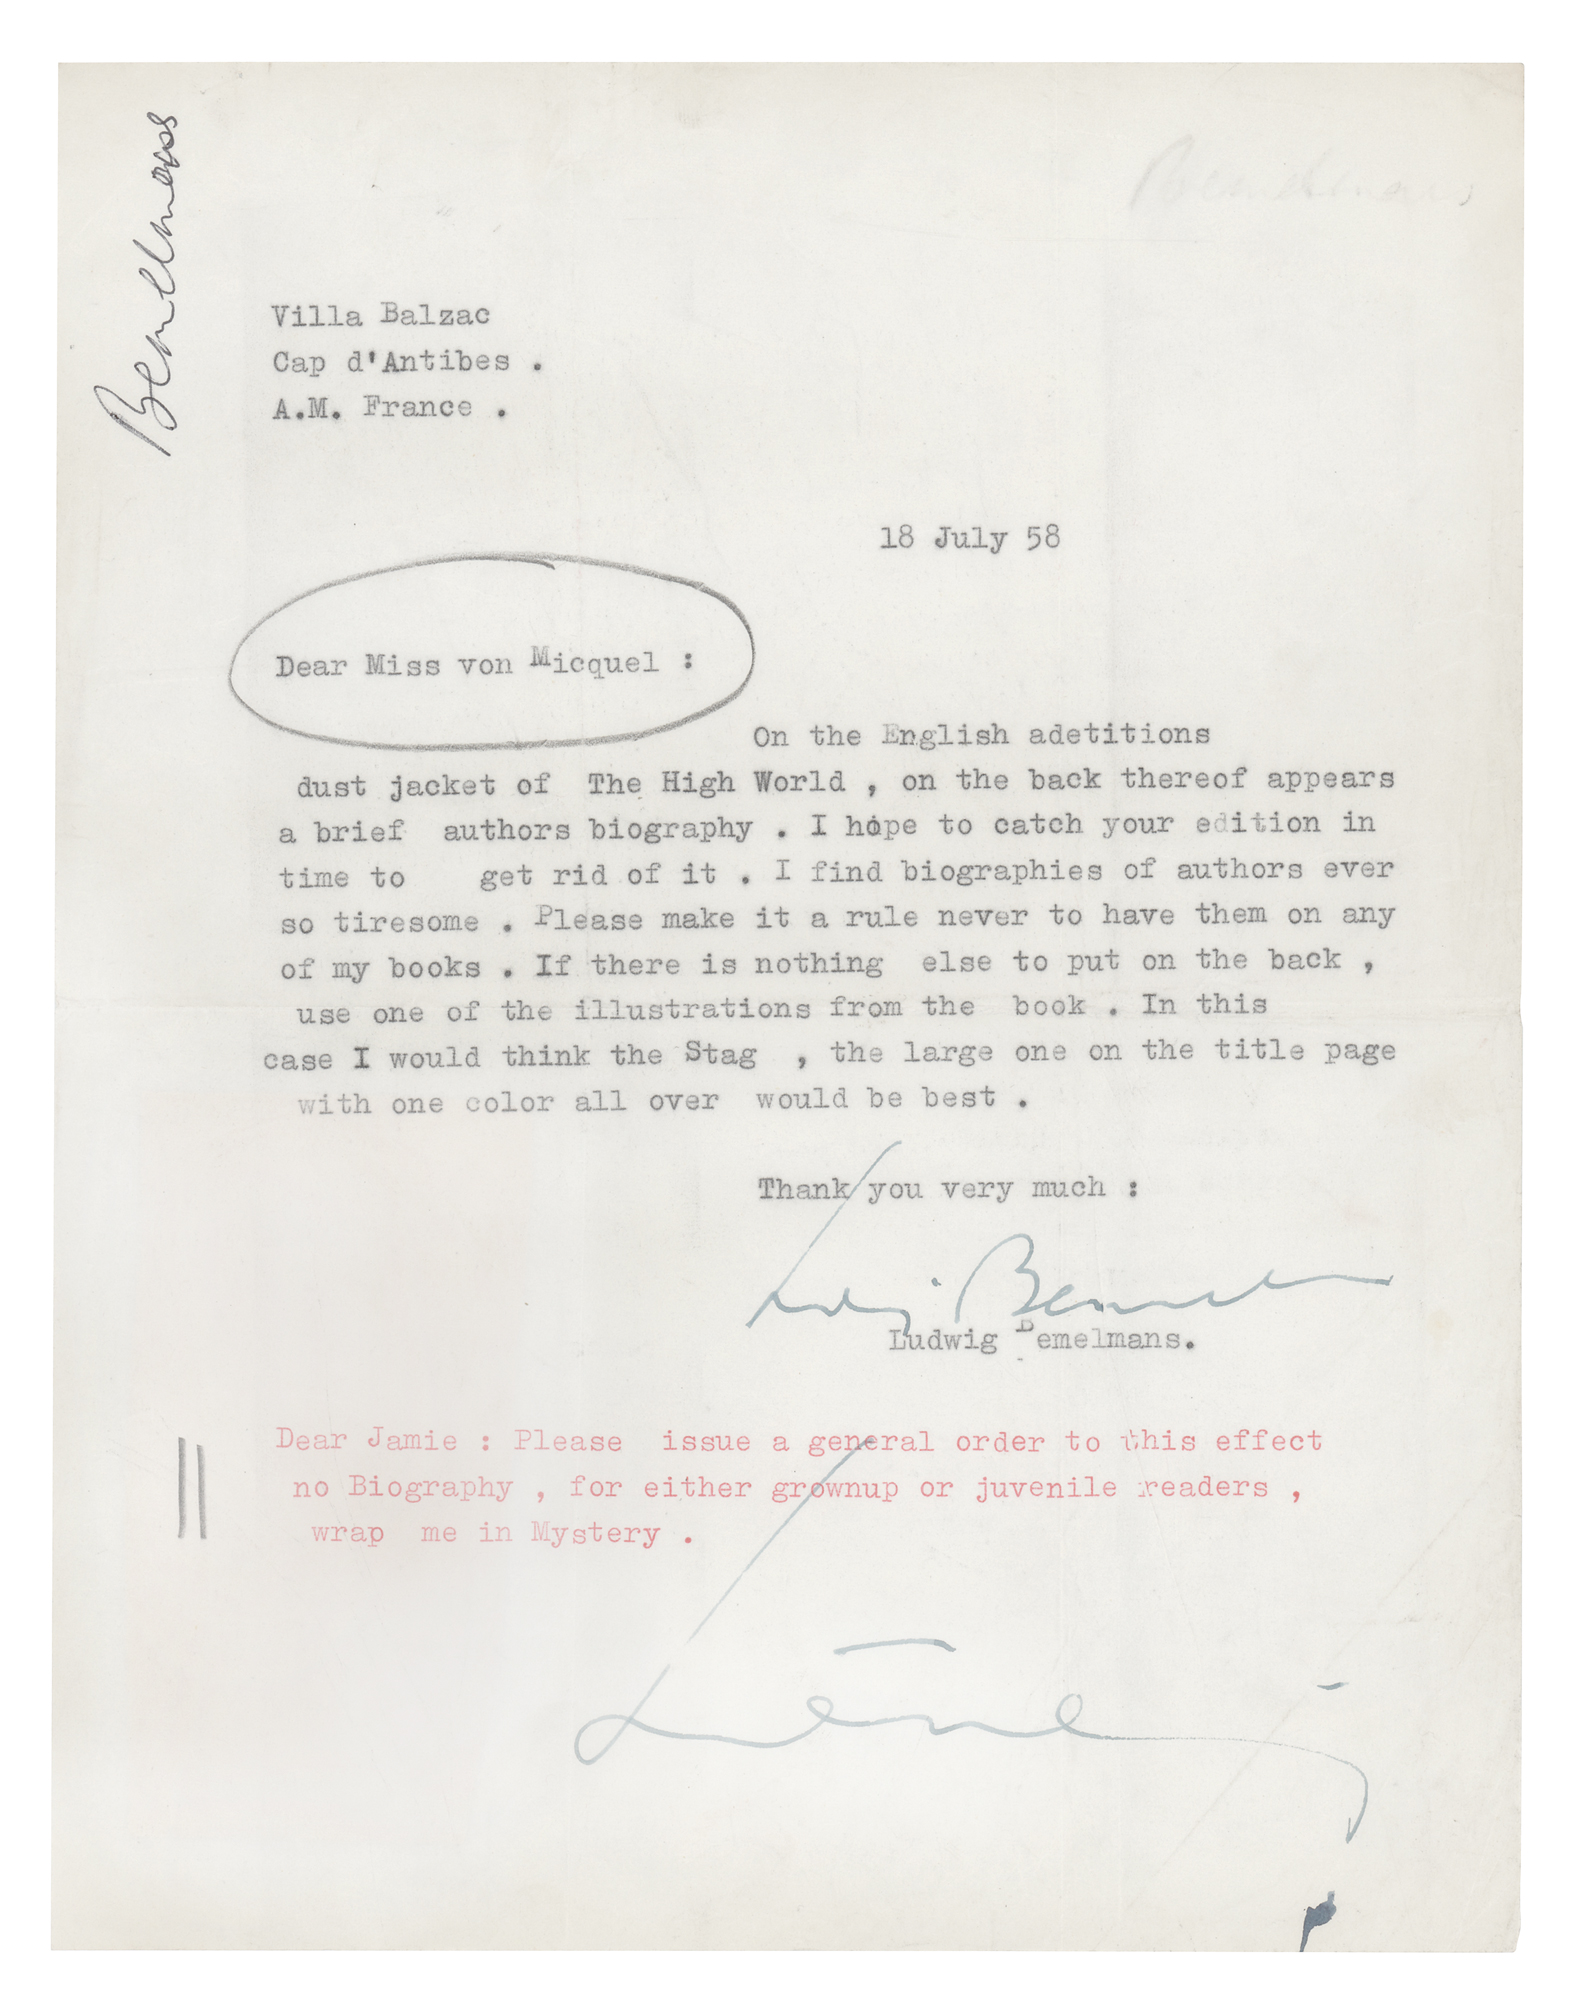 Bemelmans
Villa Balzac
Cap d'Antibes .
A.M. France .
18 July 58
Dear Miss von Micquel :
On the English adetitions
dust jacket of The High World , on the back thereof appears
a brief authors biography . I hope to catch your edition in
time to get rid of it . I find biographies of authors ever
so tiresome . Please make it a rule never to have them on any
of my books . If there is nothing else to put on the back ,
use one of the illustrations from the book . In this
case I would think the Stag , the large one on the title page
with one color all over would be best .
Thank you very much :
Ludwig Bemelmans.
Dear Jamie : Please issue a general order to this effect
no Biography , for either grownup or juvenile readers ,
wrap me in Mystery .